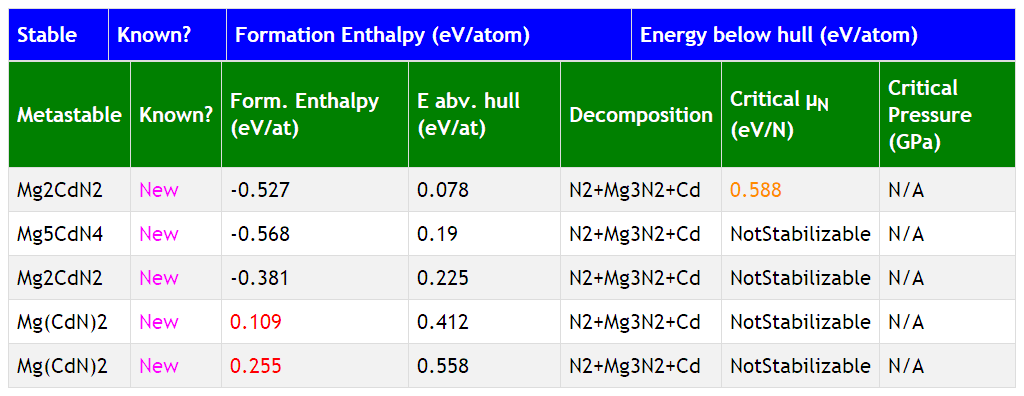 Stable Known? Formation Enthalpy (eV/atom) Energy below hull (eV/atom)
Metastable Known? Form. Enthalpy (eV/at) E abv. hull (eV/at) Decomposition Critical μN (eV/N) Critical Pressure (GPa)
Mg2CdN2 New -0.527 0.078 N2+Mg3N2+Cd 0.588 N/A
Mg5CdN4 New -0.568 0.19 N2+Mg3N2+Cd NotStabilizable N/A
Mg2CdN2 New -0.381 0.225 N2+Mg3N2+Cd NotStabilizable N/A
Mg(CdN)2 New 0.109 0.412 N2+Mg3N2+Cd NotStabilizable N/A
Mg(CdN)2 New 0.255 0.558 N2+Mg3N2+Cd NotStabilizable N/A